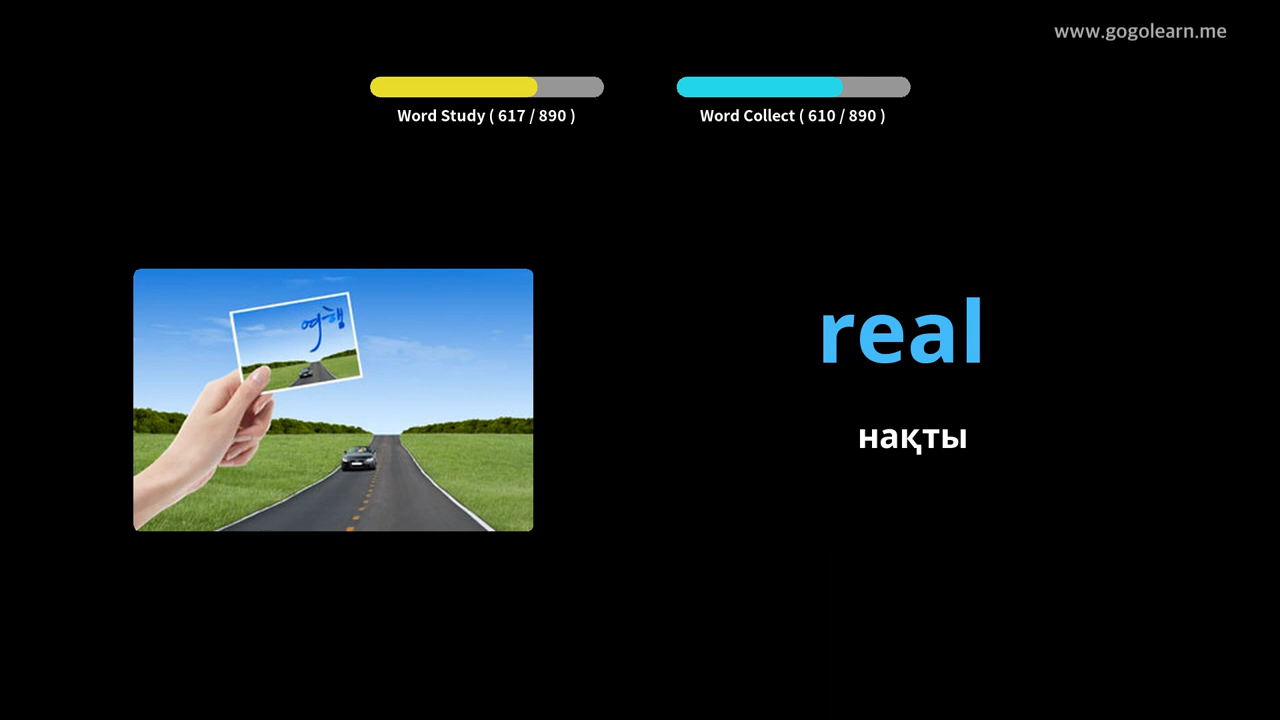 www.gogolearn.me
Word Study ( 617 / 890 )
Word Collect ( 610 / 890 )
여행
real
нақты